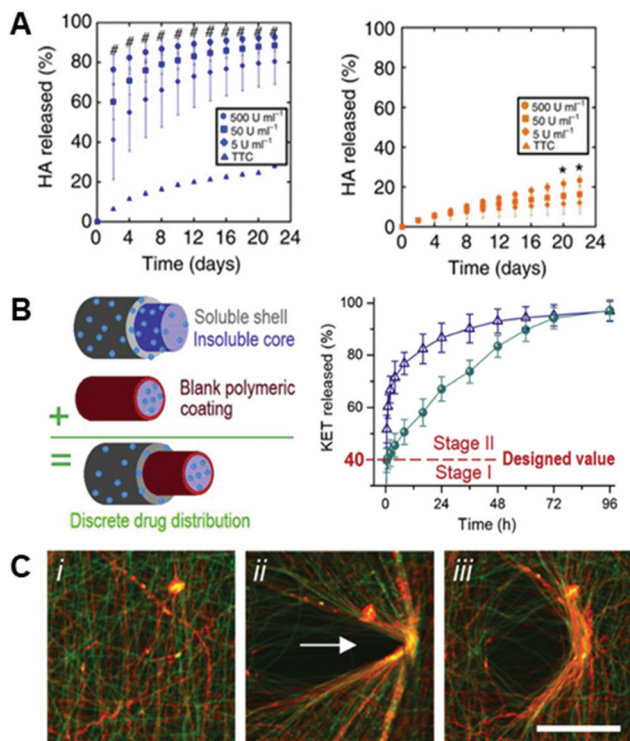 A
HA released (%)
100
80
60
40
20
0
# # # # # # # # # # #
500 U ml⁻¹
50 U ml⁻¹
5 U ml⁻¹
TTC
0 4 8 12 16 20 24
Time (days)
HA released (%)
100
80
60
40
20
0
500 U ml⁻¹
50 U ml⁻¹
5 U ml⁻¹
TTC
★ ★
0 4 8 12 16 20 24
Time (days)
B
Soluble shell
Insoluble core
+
Blank polymeric
coating
=
Discrete drug distribution
KET released (%)
100
80
60
40
Stage II
Stage I
Designed value
0 24 48 72 96
Time (h)
C
i
ii
iii